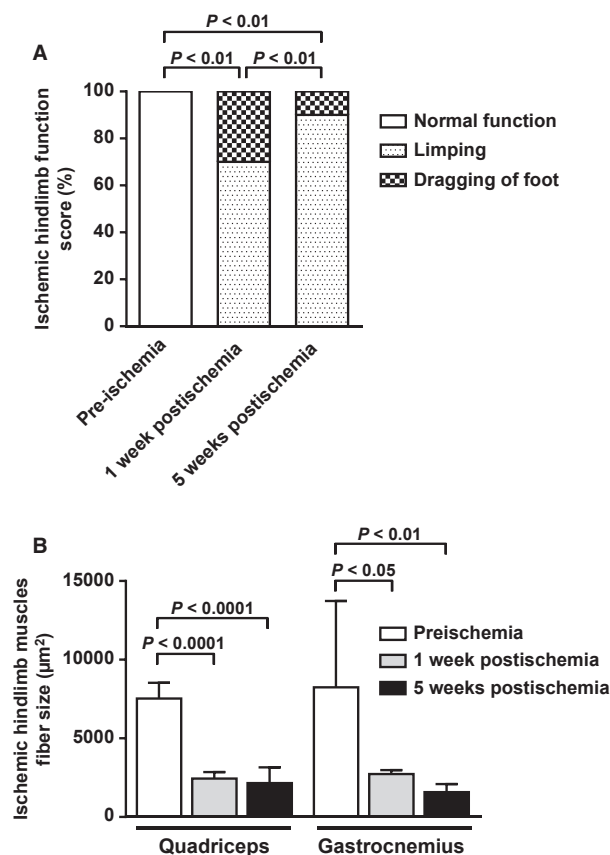 P < 0.01
A
P < 0.01 P < 0.01
Ischemic hindlimb function
score (%)
100
80
60
40
20
0
Normal function
Limping
Dragging of foot
Pre-ischemia
1 week postischemia
5 weeks postischemia
B
P < 0.01
P < 0.05
P < 0.0001
P < 0.0001
Ischemic hindlimb muscles
fiber size (µm²)
15000
10000
5000
0
Preischemia
1 week postischemia
5 weeks postischemia
Quadriceps Gastrocnemius